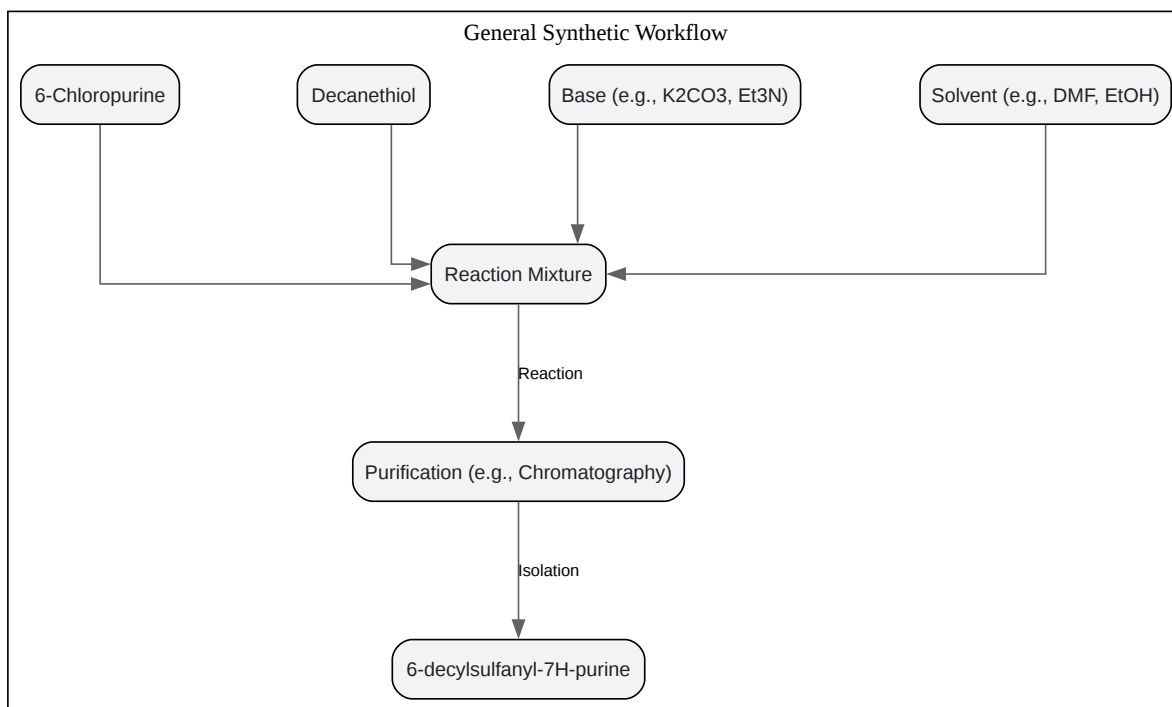 General Synthetic Workflow
6-Chloropurine
Decanethiol
Base (e.g., K2CO3, Et3N)
Solvent (e.g., DMF, EtOH)
Reaction Mixture
Reaction
Purification (e.g., Chromatography)
Isolation
6-decylsulfanyl-7H-purine